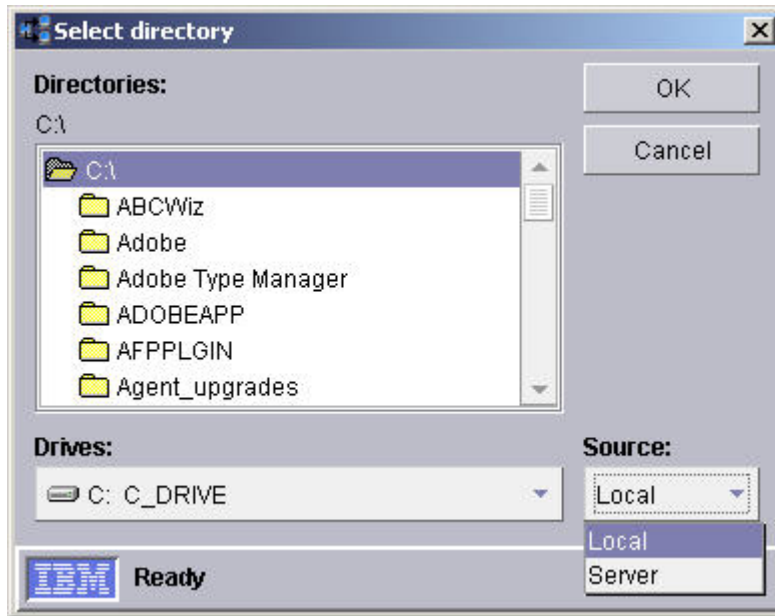 Select directory
Directories:
C:\
C:\
ABCWiz
Adobe
Adobe Type Manager
ADOBEAPP
AFPPLGIN
Agent_upgrades
OK
Cancel
Drives:
C: C_DRIVE
Source:
Local
Local
Server
IBM
Ready